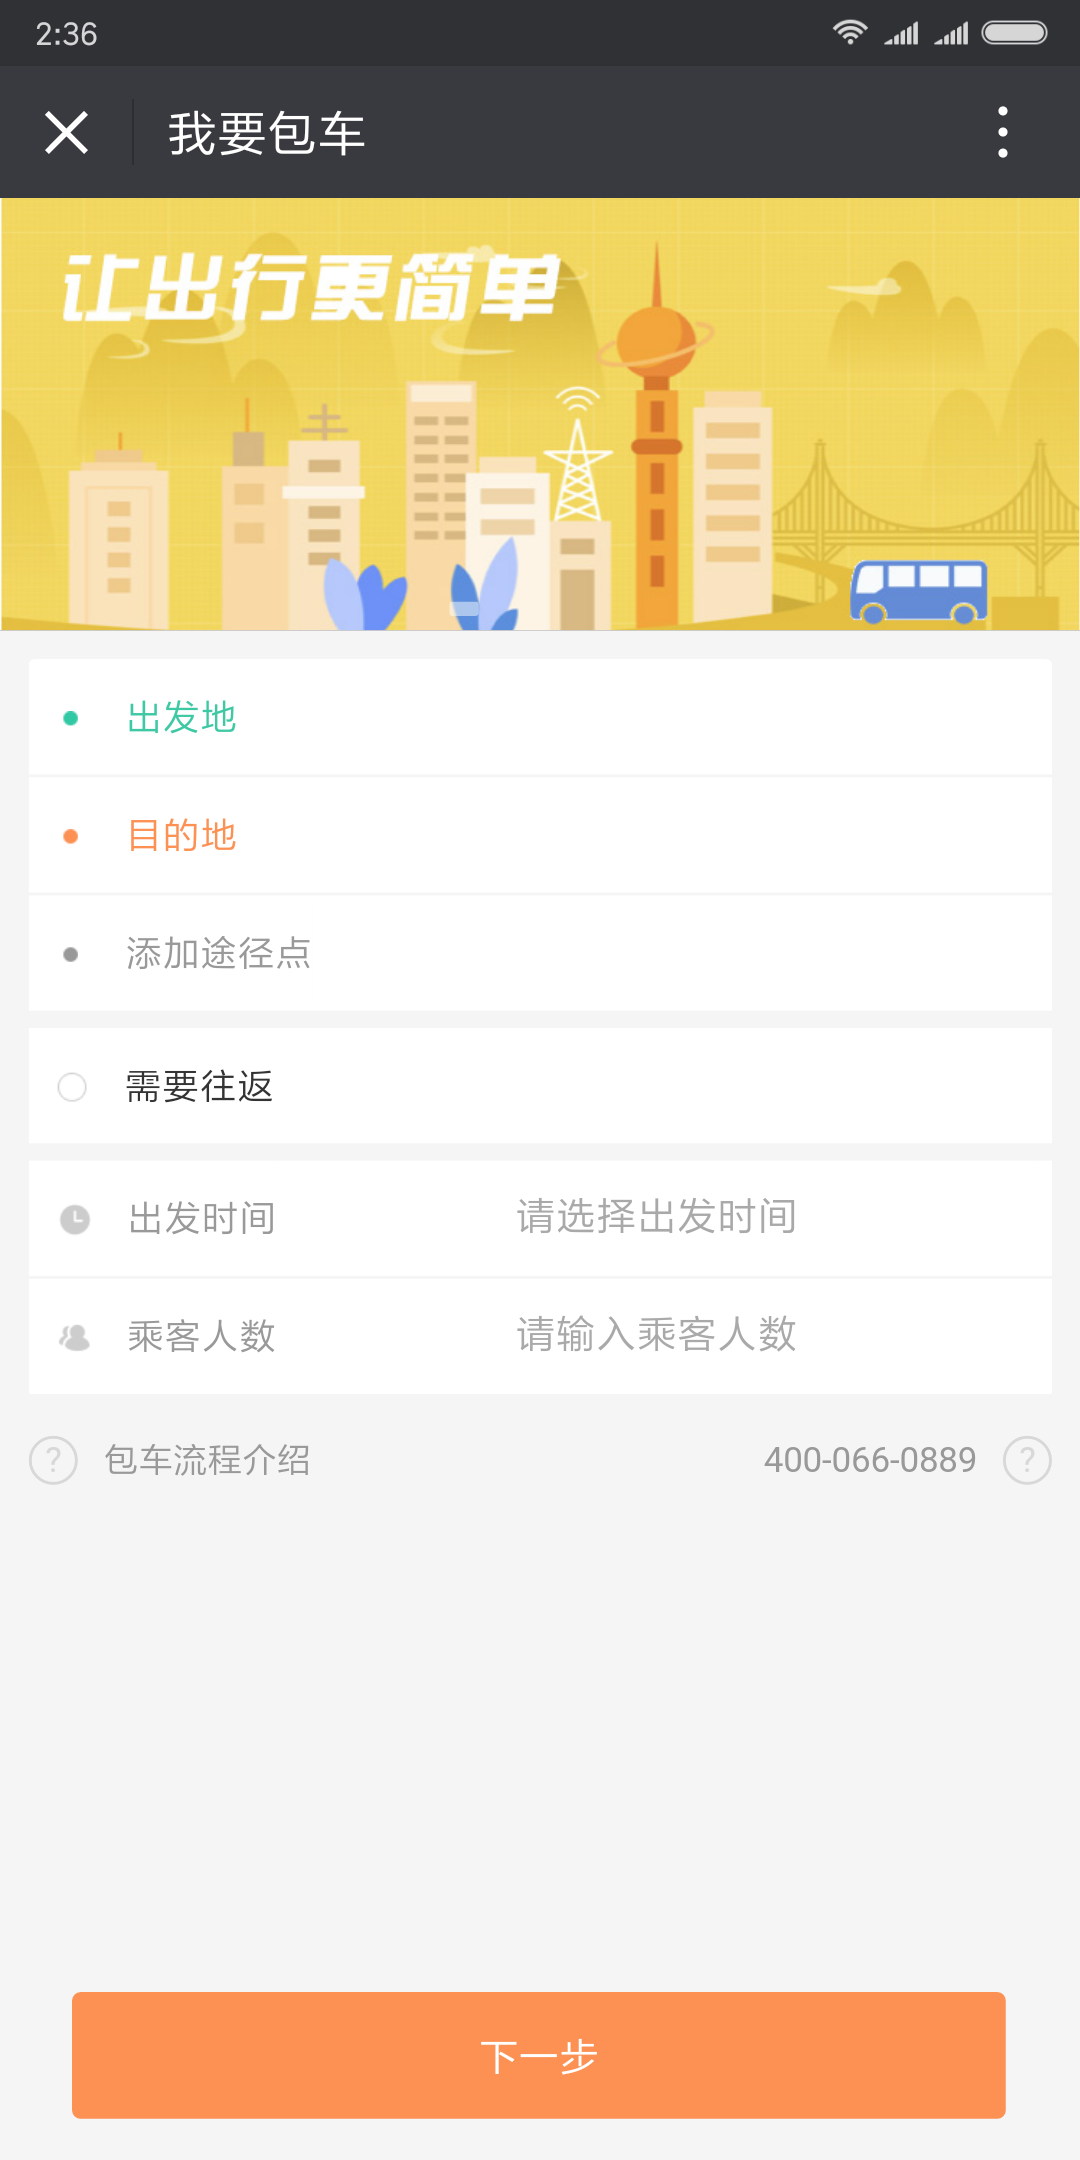 2:36
我要包车
让出行更简单
出发地
目的地
添加途径点
需要往返
出发时间 请选择出发时间
乘客人数 请输入乘客人数
? 包车流程介绍 400-066-0889 ?
下一步